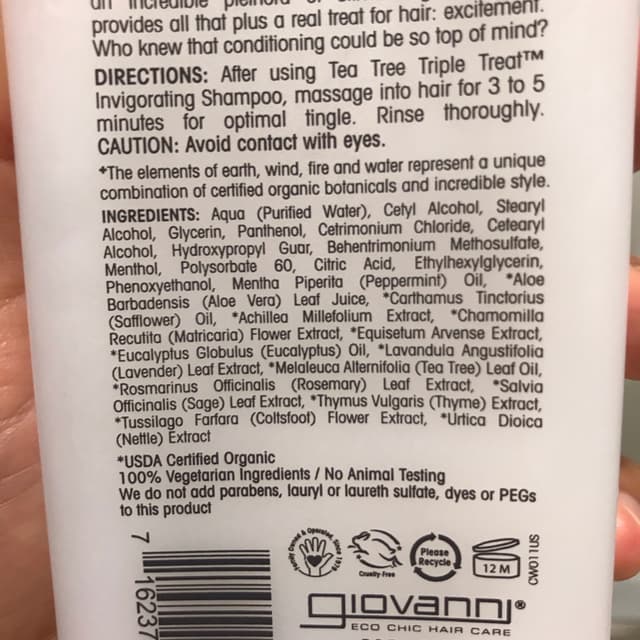 an incredible
provides all that plus a real treat for hair: excitement.
Who knew that conditioning could be so top of mind?
DIRECTIONS: After using Tea Tree Triple Treat™
Invigorating Shampoo, massage into hair for 3 to 5
minutes for optimal tingle. Rinse thoroughly.
CAUTION: Avoid contact with eyes.
*The elements of earth, wind, fire and water represent a unique
combination of certified organic botanicals and incredible style.
INGREDIENTS: Aqua (Purified Water), Cetyl Alcohol, Stearyl
Alcohol, Glycerin, Panthenol, Cetrimonium Chloride, Cetearyl
Alcohol, Hydroxypropyl Guar, Behentrimonium Methosulfate,
Menthol, Polysorbate 60, Citric Acid, Ethylhexylglycerin,
Phenoxyethanol, Mentha Piperita (Peppermint) Oil, *Aloe
Barbadensis (Aloe Vera) Leaf Juice, *Carthamus Tinctorius
(Safflower) Oil, *Achillea Millefolium Extract, *Chamomilla
Recutita (Matricaria) Flower Extract, *Equisetum Arvense Extract,
*Eucalyptus Globulus (Eucalyptus) Oil, *Lavandula Angustifolia
(Lavender) Leaf Extract, *Melaleuca Alternifolia (Tea Tree) Leaf Oil,
*Rosmarinus Officinalis (Rosemary) Leaf Extract, *Salvia
Officinalis (Sage) Leaf Extract, *Thymus Vulgaris (Thyme) Extract,
*Tussilago Farfara (Coltsfoot) Flower Extract, *Urtica Dioica
(Nettle) Extract
*USDA Certified Organic
100% Vegetarian Ingredients / No Animal Testing
We do not add parabens, lauryl or laureth sulfate, dyes or PEGs
to this product
7 16237
Family Owned & Operated, Since 1979
Cruelty-Free
Please
Recycle
12 M
CW011US
giovanni®
ECO CHIC HAIR CARE